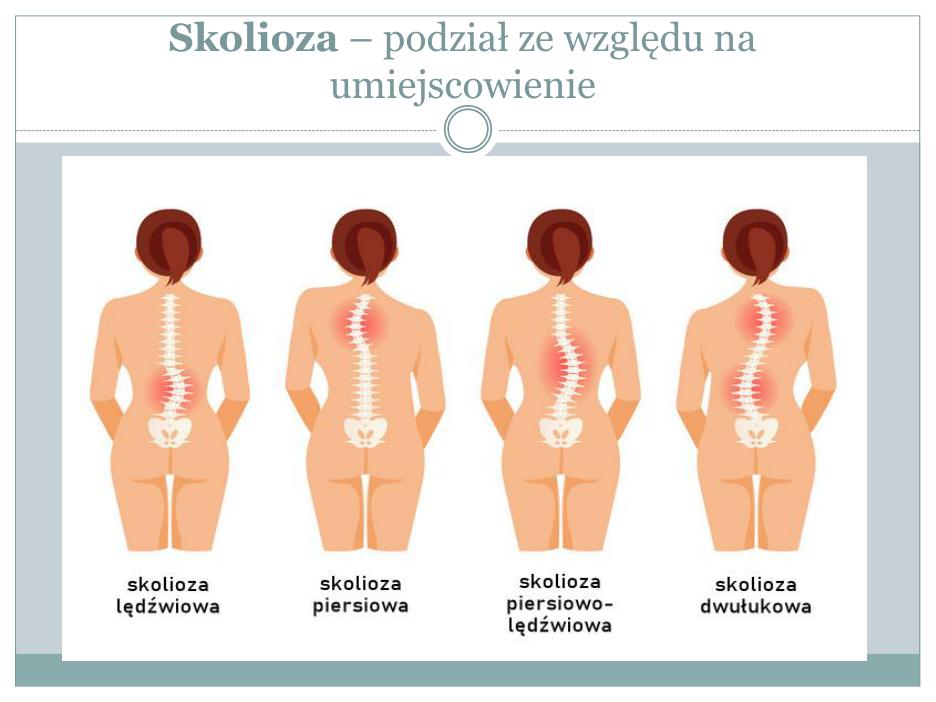 Skolioza – podział ze względu na
umiejscowienie
skolioza
lędźwiowa
skolioza
piersiowa
skolioza
piersiowo-
lędźwiowa
skolioza
dwułukowa